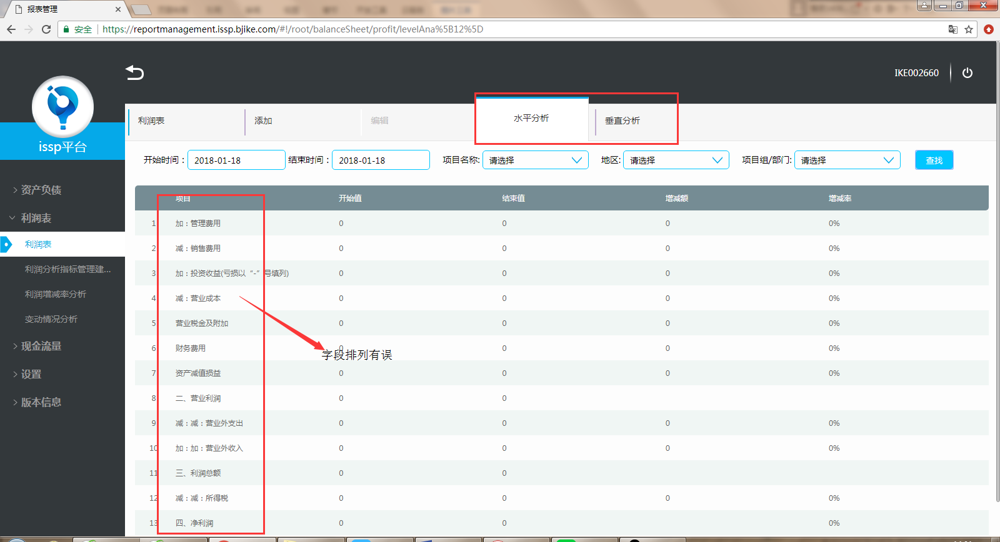 报表管理
安全 https://reportmanagement.issp.bjike.com/#!/root/balanceSheet/profit/levelAna%5B12%5D
IKE002660
issp平台
利润表 添加 编辑 水平分析 垂直分析
开始时间： 2018-01-18 结束时间： 2018-01-18 项目名称: 请选择 地区: 请选择 项目组/部门: 请选择 查找
资产负债
利润表
利润表
利润分析指标管理建...
利润增减率分析
变动情况分析
现金流量
设置
版本信息
项目 开始值 结束值 增减额 增减率
1 加：管理费用 0 0 0 0%
2 减：销售费用 0 0 0 0%
3 加：投资收益(亏损以“-”号填列) 0 0 0 0%
4 减：营业成本 0 0 0 0%
5 营业税金及附加 0 0 0 0%
6 财务费用 0 0 0 0%
字段排列有误
7 资产减值损益 0 0 0 0%
8 二、营业利润 0 0
9 减：减：营业外支出 0 0 0 0%
10 加：加：营业外收入 0 0 0 0%
11 三、利润总额 0 0
12 减：减：所得税 0 0 0 0%
13 四、净利润 0 0 0%